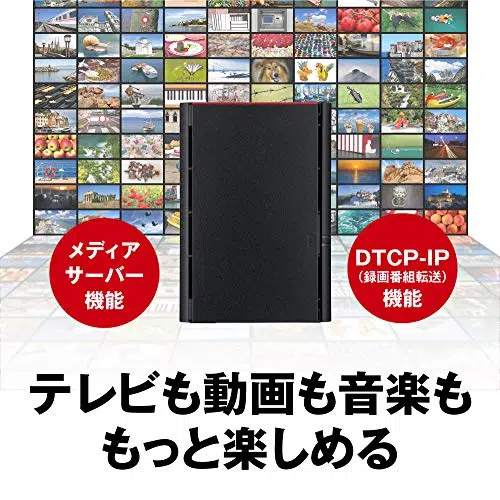 メディア
サーバー
機能
DTCP-IP
（録画番組転送）
機能
テレビも動画も音楽も
もっと楽しめる